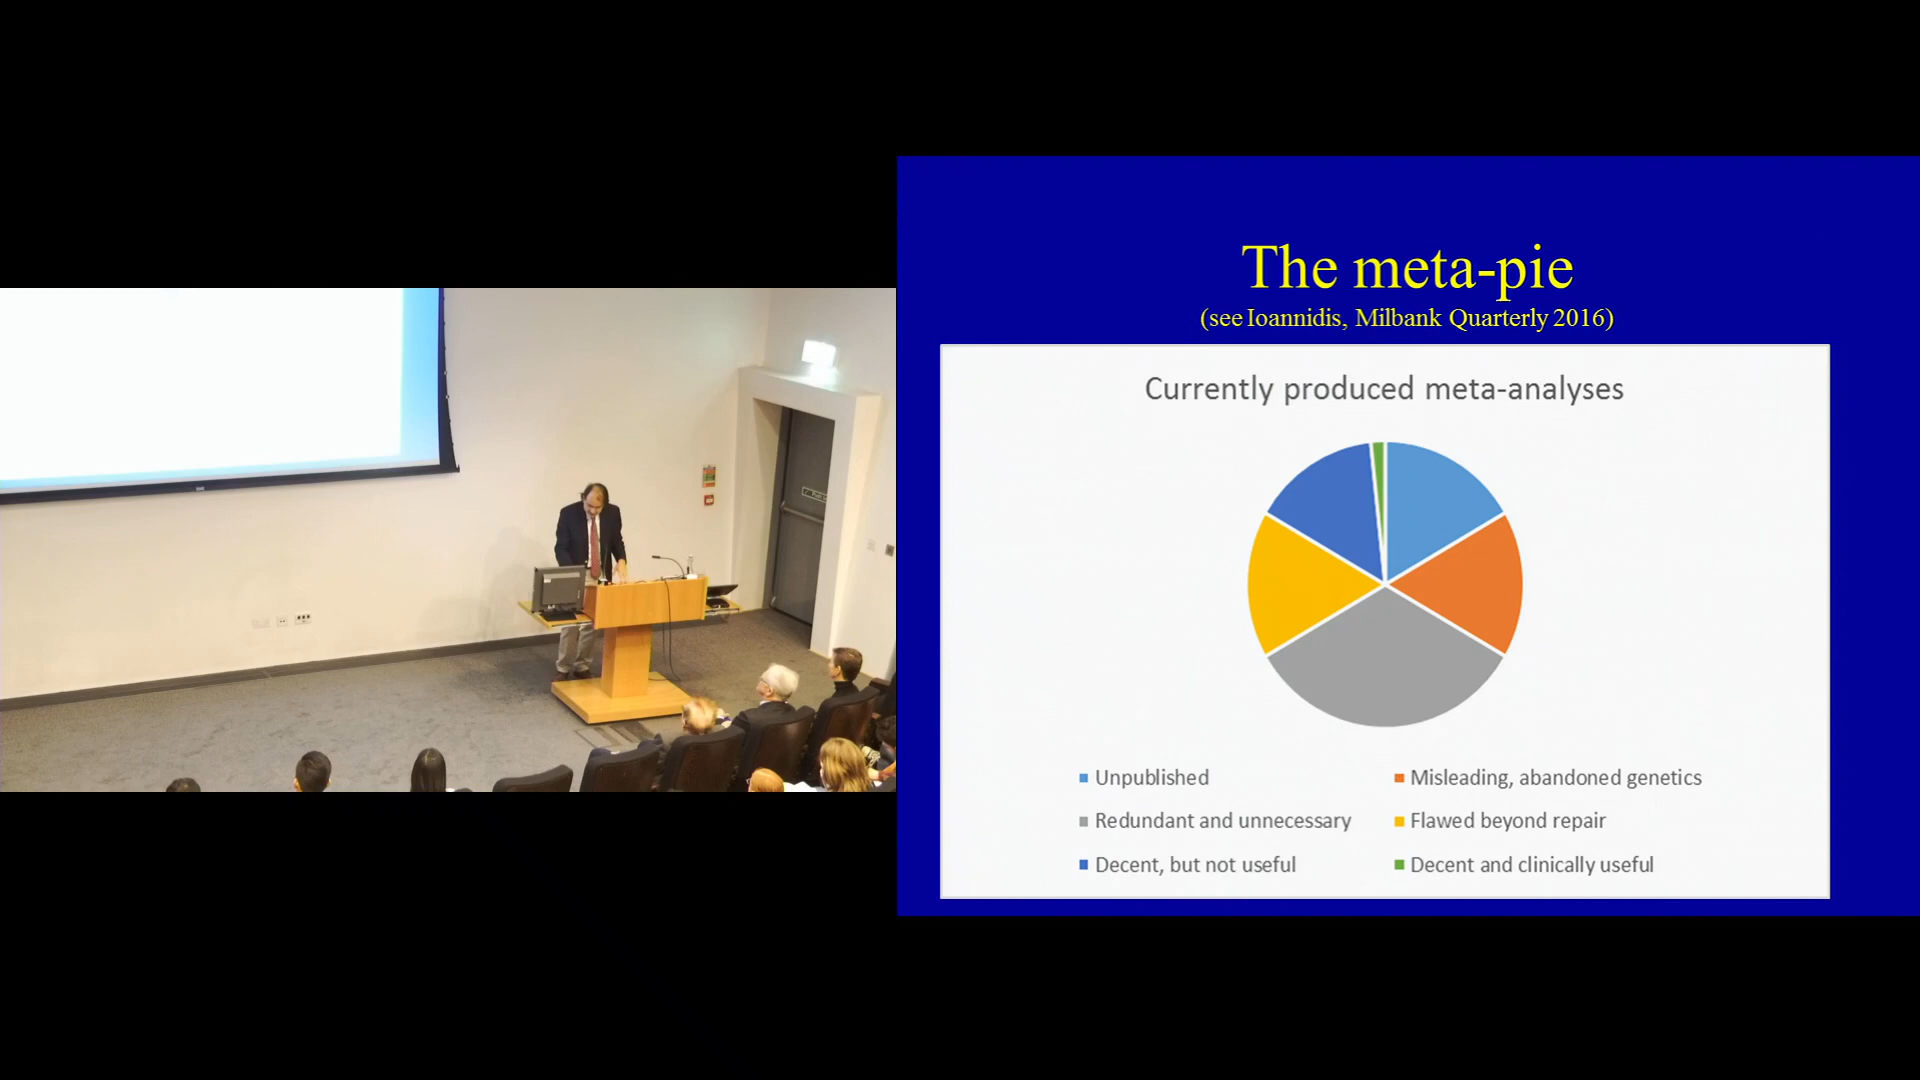 The meta-pie
(see Ioannidis, Milbank Quarterly 2016)
Currently produced meta-analyses
Unpublished
Misleading, abandoned genetics
Redundant and unnecessary
Flawed beyond repair
Decent, but not useful
Decent and clinically useful